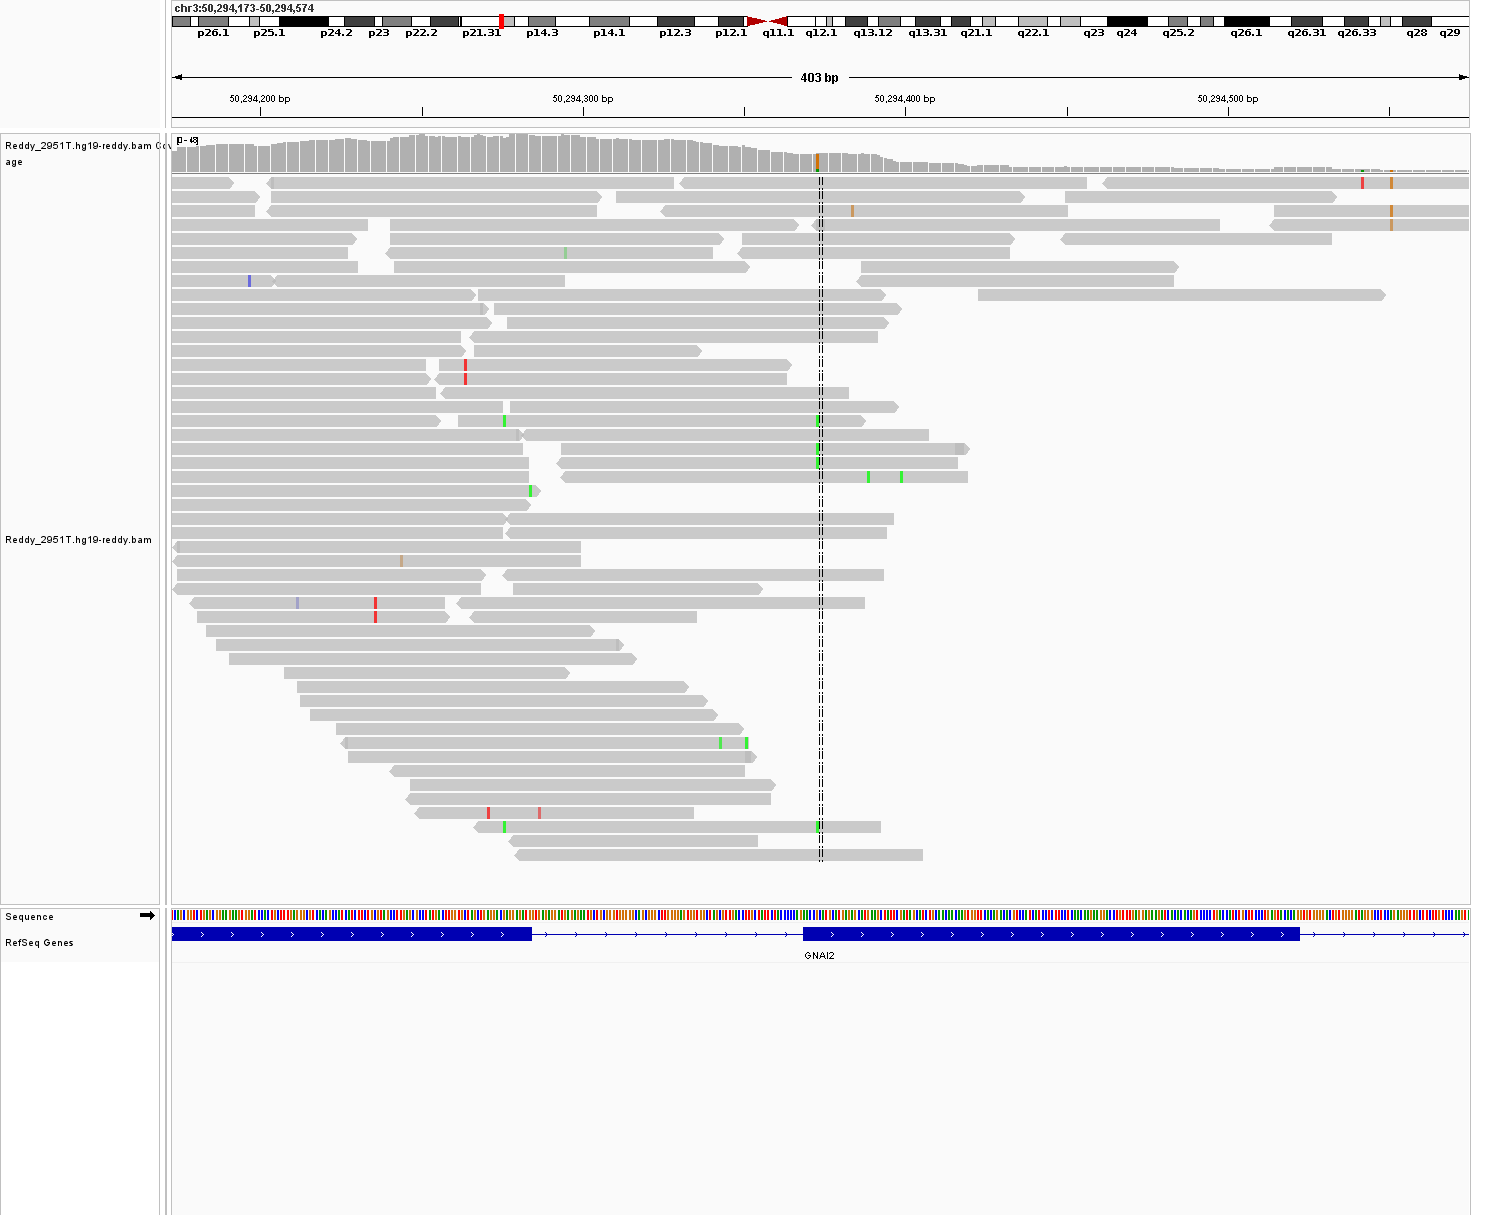 chr3:50,294,173-50,294,574
p26.1 p25.1 p24.2 p23 p22.2 p21.31 p14.3 p14.1 p12.3 p12.1 q11.1 q12.1 q13.12 q13.31 q21.1 q22.1 q23 q24 q25.2 q26.1 q26.31 q26.33 q28 q29
403 bp
50,294,200 bp 50,294,300 bp 50,294,400 bp 50,294,500 bp
Reddy_2951T.hg19-reddy.bam Cov
age
Reddy_2951T.hg19-reddy.bam
Sequence
RefSeq Genes
GNAI2